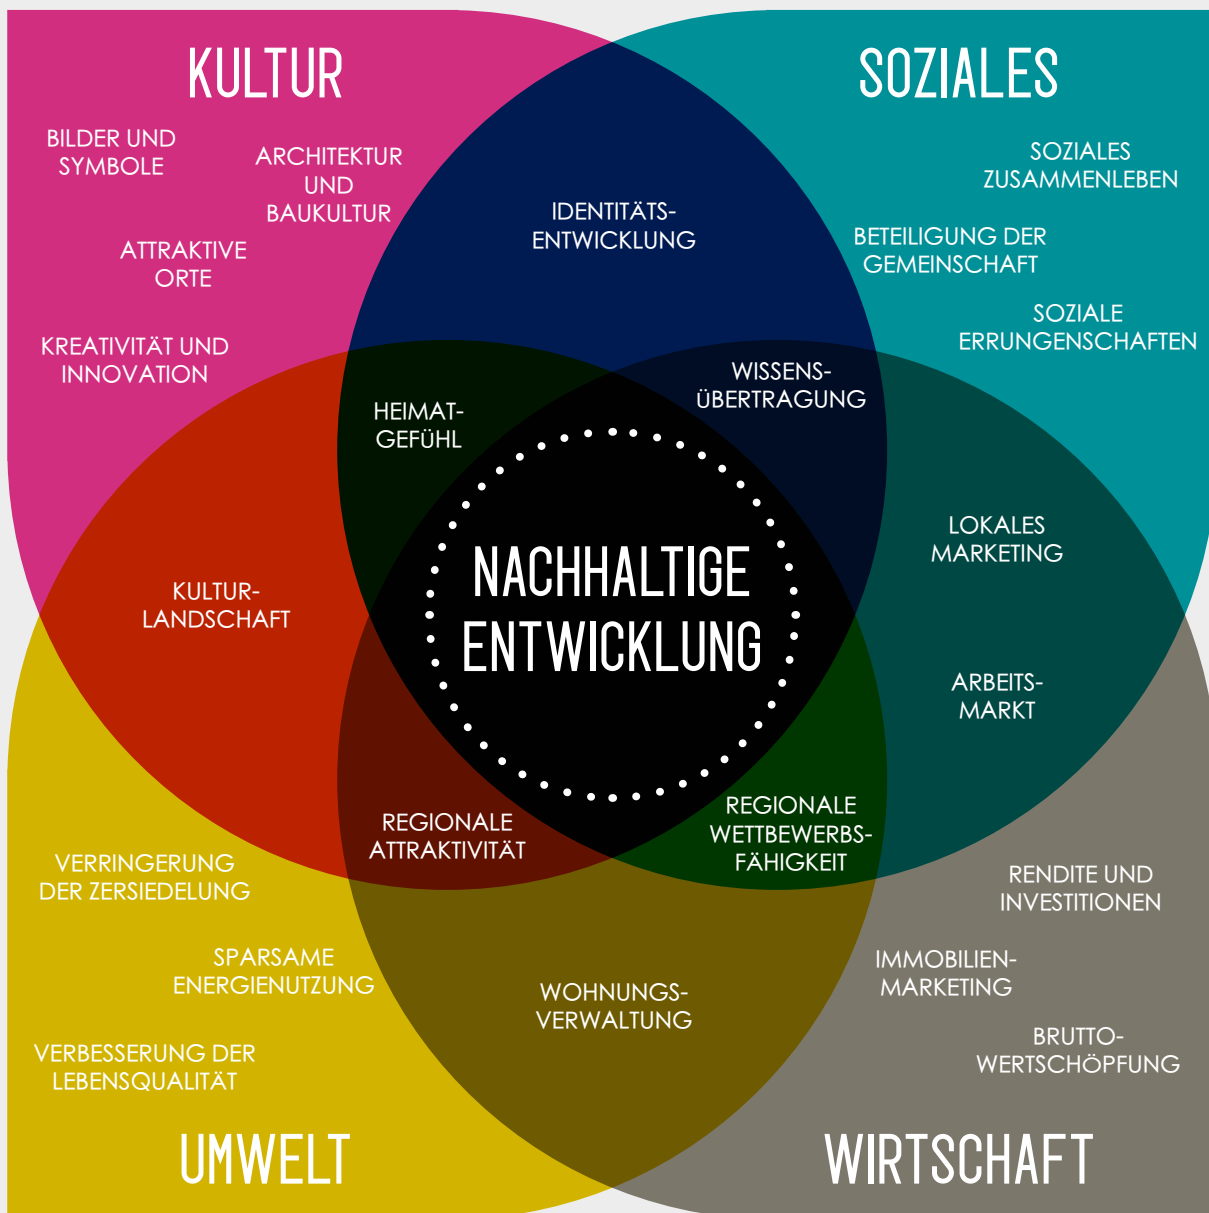 KULTUR
SOZIALES
BILDER UND
SYMBOLE
ARCHITEKTUR
UND
BAUKULTUR
ATTRAKTIVE
ORTE
KREATIVITÄT UND
INNOVATION
IDENTITÄTS-
ENTWICKLUNG
SOZIALES
ZUSAMMENLEBEN
BETEILIGUNG DER
GEMEINSCHAFT
SOZIALE
ERRUNGENSCHAFTEN
HEIMAT-
GEFÜHL
WISSENS-
ÜBERTRAGUNG
KULTUR-
LANDSCHAFT
NACHHALTIGE
ENTWICKLUNG
LOKALES
MARKETING
ARBEITS-
MARKT
REGIONALE
ATTRAKTIVITÄT
REGIONALE
WETTBEWERBS-
FÄHIGKEIT
VERRINGERUNG
DER ZERSIEDELUNG
SPARSAME
ENERGIENUTZUNG
VERBESSERUNG DER
LEBENSQUALITÄT
WOHNUNGS-
VERWALTUNG
RENDITE UND
INVESTITIONEN
IMMOBILIEN-
MARKETING
BRUTTO-
WERTSCHÖPFUNG
UMWELT
WIRTSCHAFT